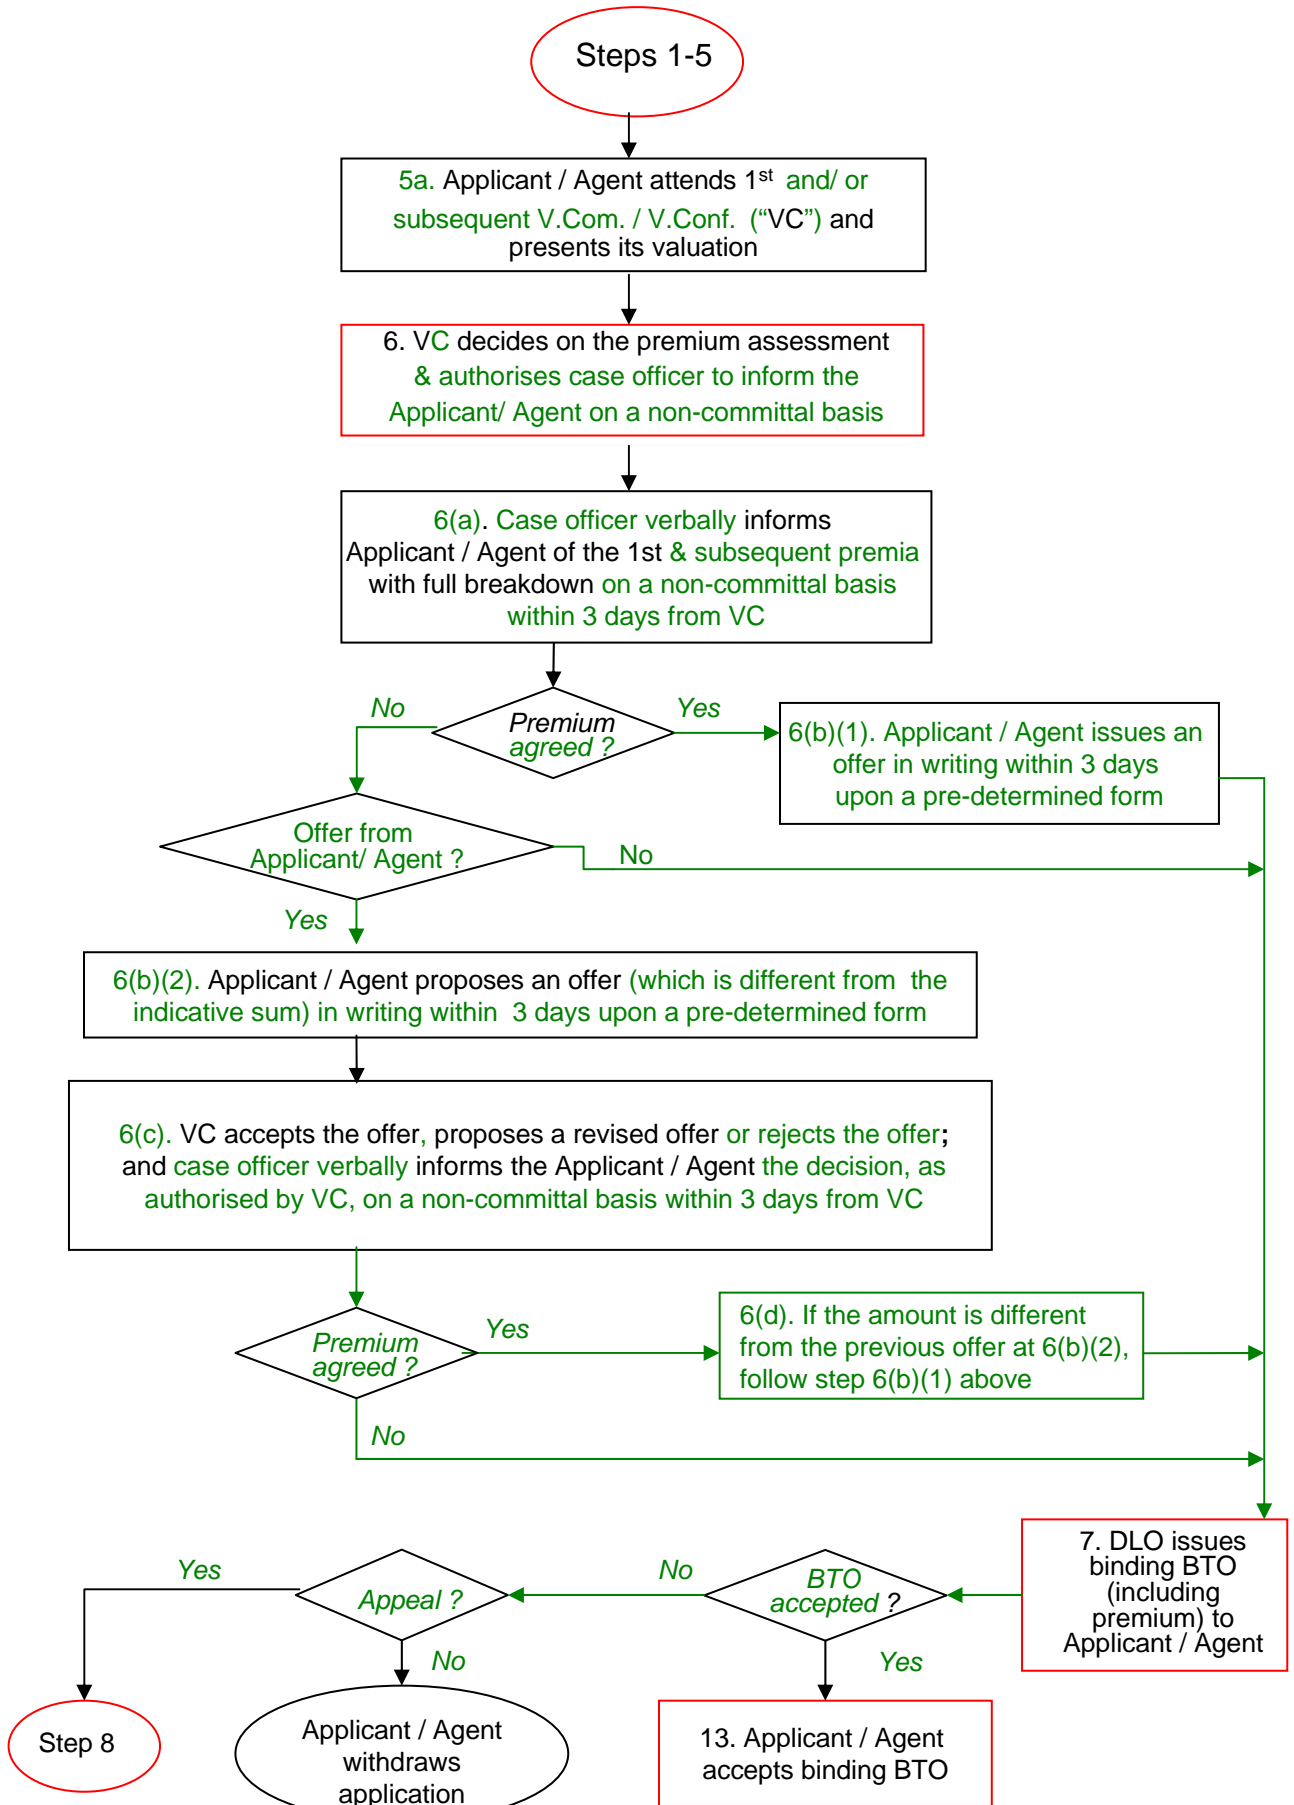 Steps 1-5
5a. Applicant / Agent attends 1st and/ or
subsequent V.Com. / V.Conf. (“VC”) and
presents its valuation
6. VC decides on the premium assessment
& authorises case officer to inform the
Applicant/ Agent on a non-committal basis
6(a). Case officer verbally informs
Applicant / Agent of the 1st & subsequent premia
with full breakdown on a non-committal basis
within 3 days from VC
No
Premium
agreed ?
Yes
6(b)(1). Applicant / Agent issues an
offer in writing within 3 days
upon a pre-determined form
Offer from
Applicant/ Agent ?
No
Yes
6(b)(2). Applicant / Agent proposes an offer (which is different from the
indicative sum) in writing within 3 days upon a pre-determined form
6(c). VC accepts the offer, proposes a revised offer or rejects the offer;
and case officer verbally informs the Applicant / Agent the decision, as
authorised by VC, on a non-committal basis within 3 days from VC
Premium
agreed ?
Yes
6(d). If the amount is different
from the previous offer at 6(b)(2),
follow step 6(b)(1) above
No
7. DLO issues
binding BTO
(including
premium) to
Applicant / Agent
BTO
accepted ?
No
Appeal ?
Yes
No
Yes
Step 8
Applicant / Agent
withdraws
application
13. Applicant / Agent
accepts binding BTO